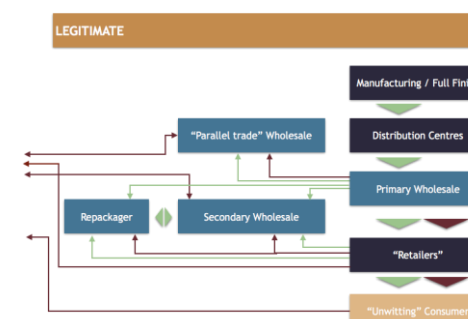 LEGITIMATE
Manufacturing / Full Fini
"Parallel trade" Wholesale
Distribution Centres
Primary Wholesale
Repackager
Secondary Wholesale
"Retailers"
"Unwitting" Consumer